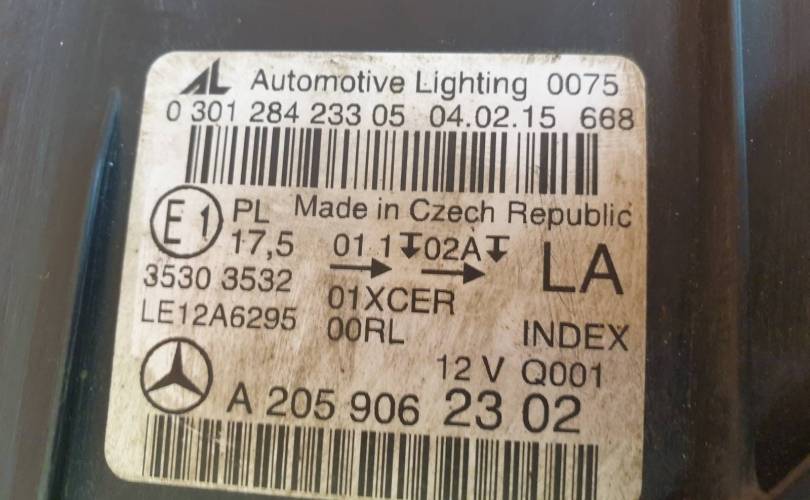 AL Automotive Lighting 0075
0 301 284 233 05 04.02.15 668
E1 PL Made in Czech Republic
17,5 01 1 02A LA
35303 3532 01XCER
LE12A6295 00RL INDEX
12 V Q001
A 205 906 23 02